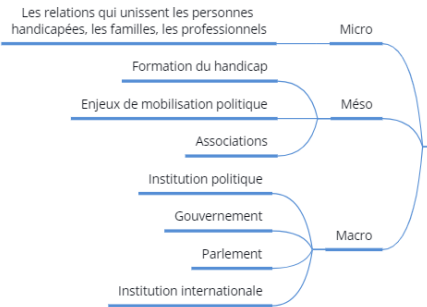 Les relations qui unissent les personnes
handicapées, les familles, les professionnels
Micro
Formation du handicap
Enjeux de mobilisation politique
Méso
Associations
Institution politique
Gouvernement
Macro
Parlement
Institution internationale